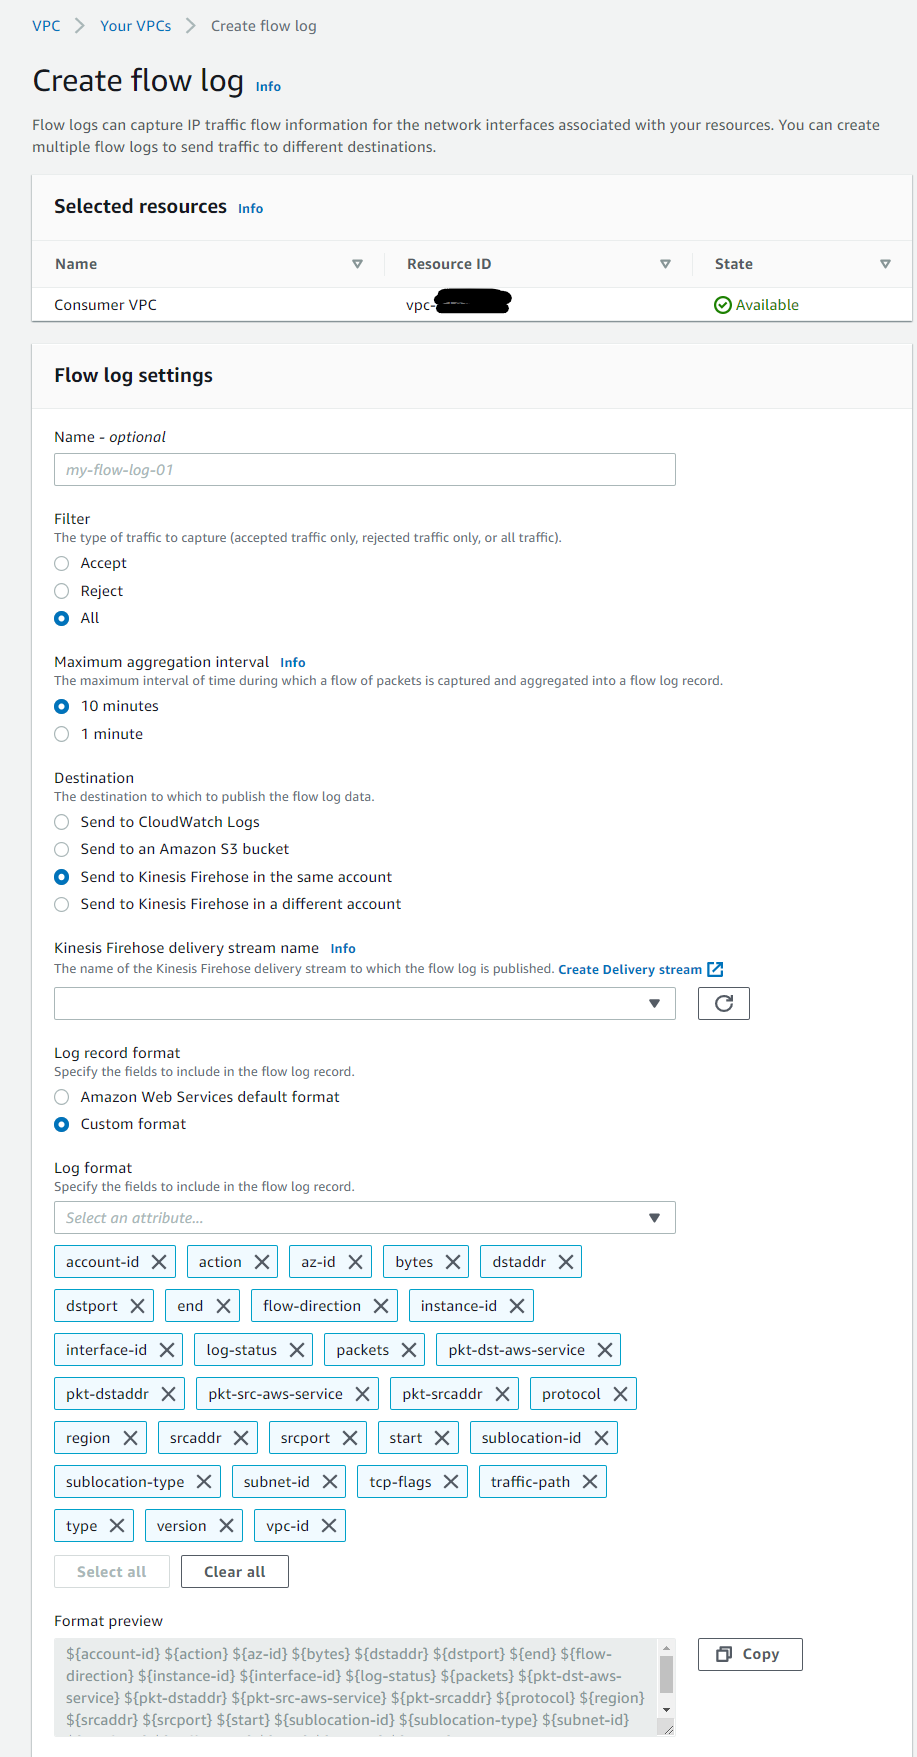 VPC > Your VPCs > Create flow log
Create flow log Info
Flow logs can capture IP traffic flow information for the network interfaces associated with your resources. You can create
multiple flow logs to send traffic to different destinations.
Selected resources Info
Name Resource ID State
Consumer VPC vpc- Available
Flow log settings
Name - optional
my-flow-log-01
Filter
The type of traffic to capture (accepted traffic only, rejected traffic only, or all traffic).
Accept
Reject
All
Maximum aggregation interval Info
The maximum interval of time during which a flow of packets is captured and aggregated into a flow log record.
10 minutes
1 minute
Destination
The destination to which to publish the flow log data.
Send to CloudWatch Logs
Send to an Amazon S3 bucket
Send to Kinesis Firehose in the same account
Send to Kinesis Firehose in a different account
Kinesis Firehose delivery stream name Info
The name of the Kinesis Firehose delivery stream to which the flow log is published. Create Delivery stream
Log record format
Specify the fields to include in the flow log record.
Amazon Web Services default format
Custom format
Log format
Specify the fields to include in the flow log record.
Select an attribute...
account-id action az-id bytes dstaddr
dstport end flow-direction instance-id
interface-id log-status packets pkt-dst-aws-service
pkt-dstaddr pkt-src-aws-service pkt-srcaddr protocol
region srcaddr srcport start sublocation-id
sublocation-type subnet-id tcp-flags traffic-path
type version vpc-id
Select all Clear all
Format preview
${account-id} ${action} ${az-id} ${bytes} ${dstaddr} ${dstport} ${end} ${flow-
direction} ${instance-id} ${interface-id} ${log-status} ${packets} ${pkt-dst-aws-
service} ${pkt-dstaddr} ${pkt-src-aws-service} ${pkt-srcaddr} ${protocol} ${region}
${srcaddr} ${srcport} ${start} ${sublocation-id} ${sublocation-type} ${subnet-id}
Copy